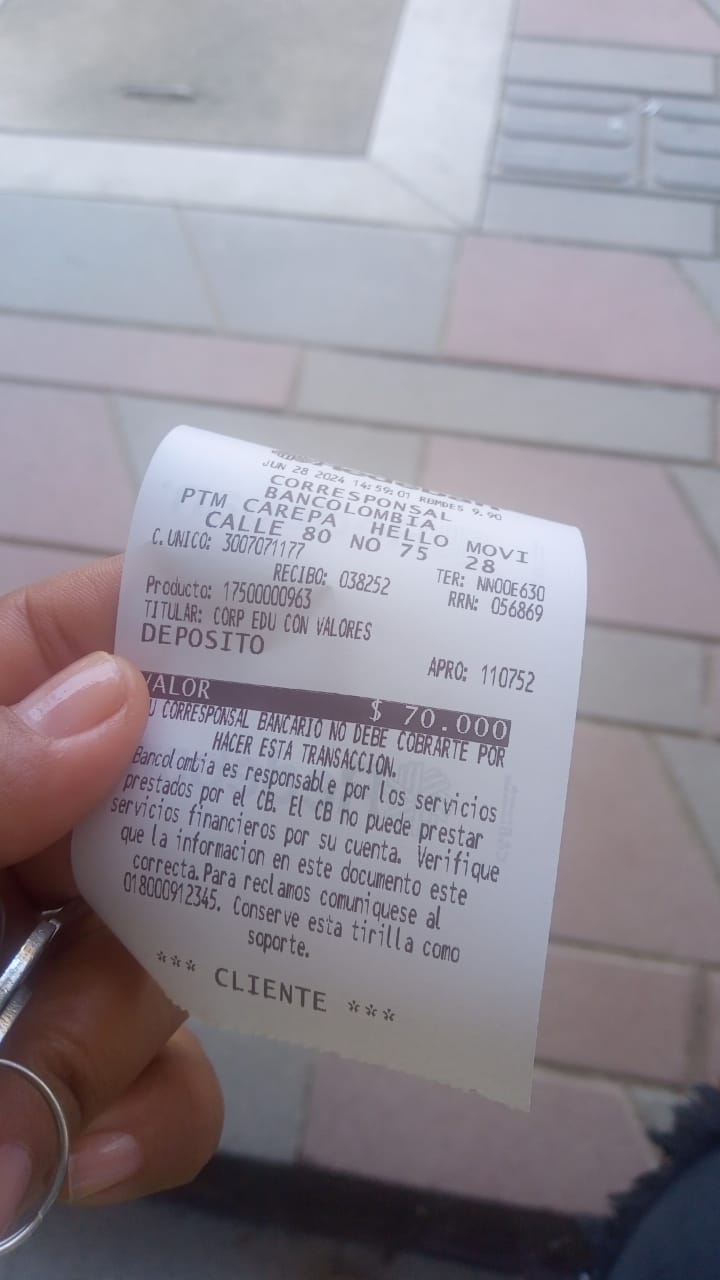 JUN 28 2024 14:59:01 RBMDES 9.90
CORRESPONSAL
BANCOLOMBIA
PTM CAREPA HELLO MOVI
CALLE 80 NO 75 28
C.UNICO: 3007071177 TER: NN00E630
RECIBO: 038252 RRN: 056869
Producto: 17500000963
TITULAR: CORP EDU CON VALORES
DEPOSITO APRO: 110752
VALOR $ 70.000
U CORRESPONSAL BANCARIO NO DEBE COBRARTE POR
HACER ESTA TRANSACCIÓN.
Bancolombia es responsable por los servicios
prestados por el CB. El CB no puede prestar
servicios financieros por su cuenta. Verifique
que la informacion en este documento este
correcta.Para reclamos comuniquese al
018000912345. Conserve esta tirilla como
soporte.
*** CLIENTE ***